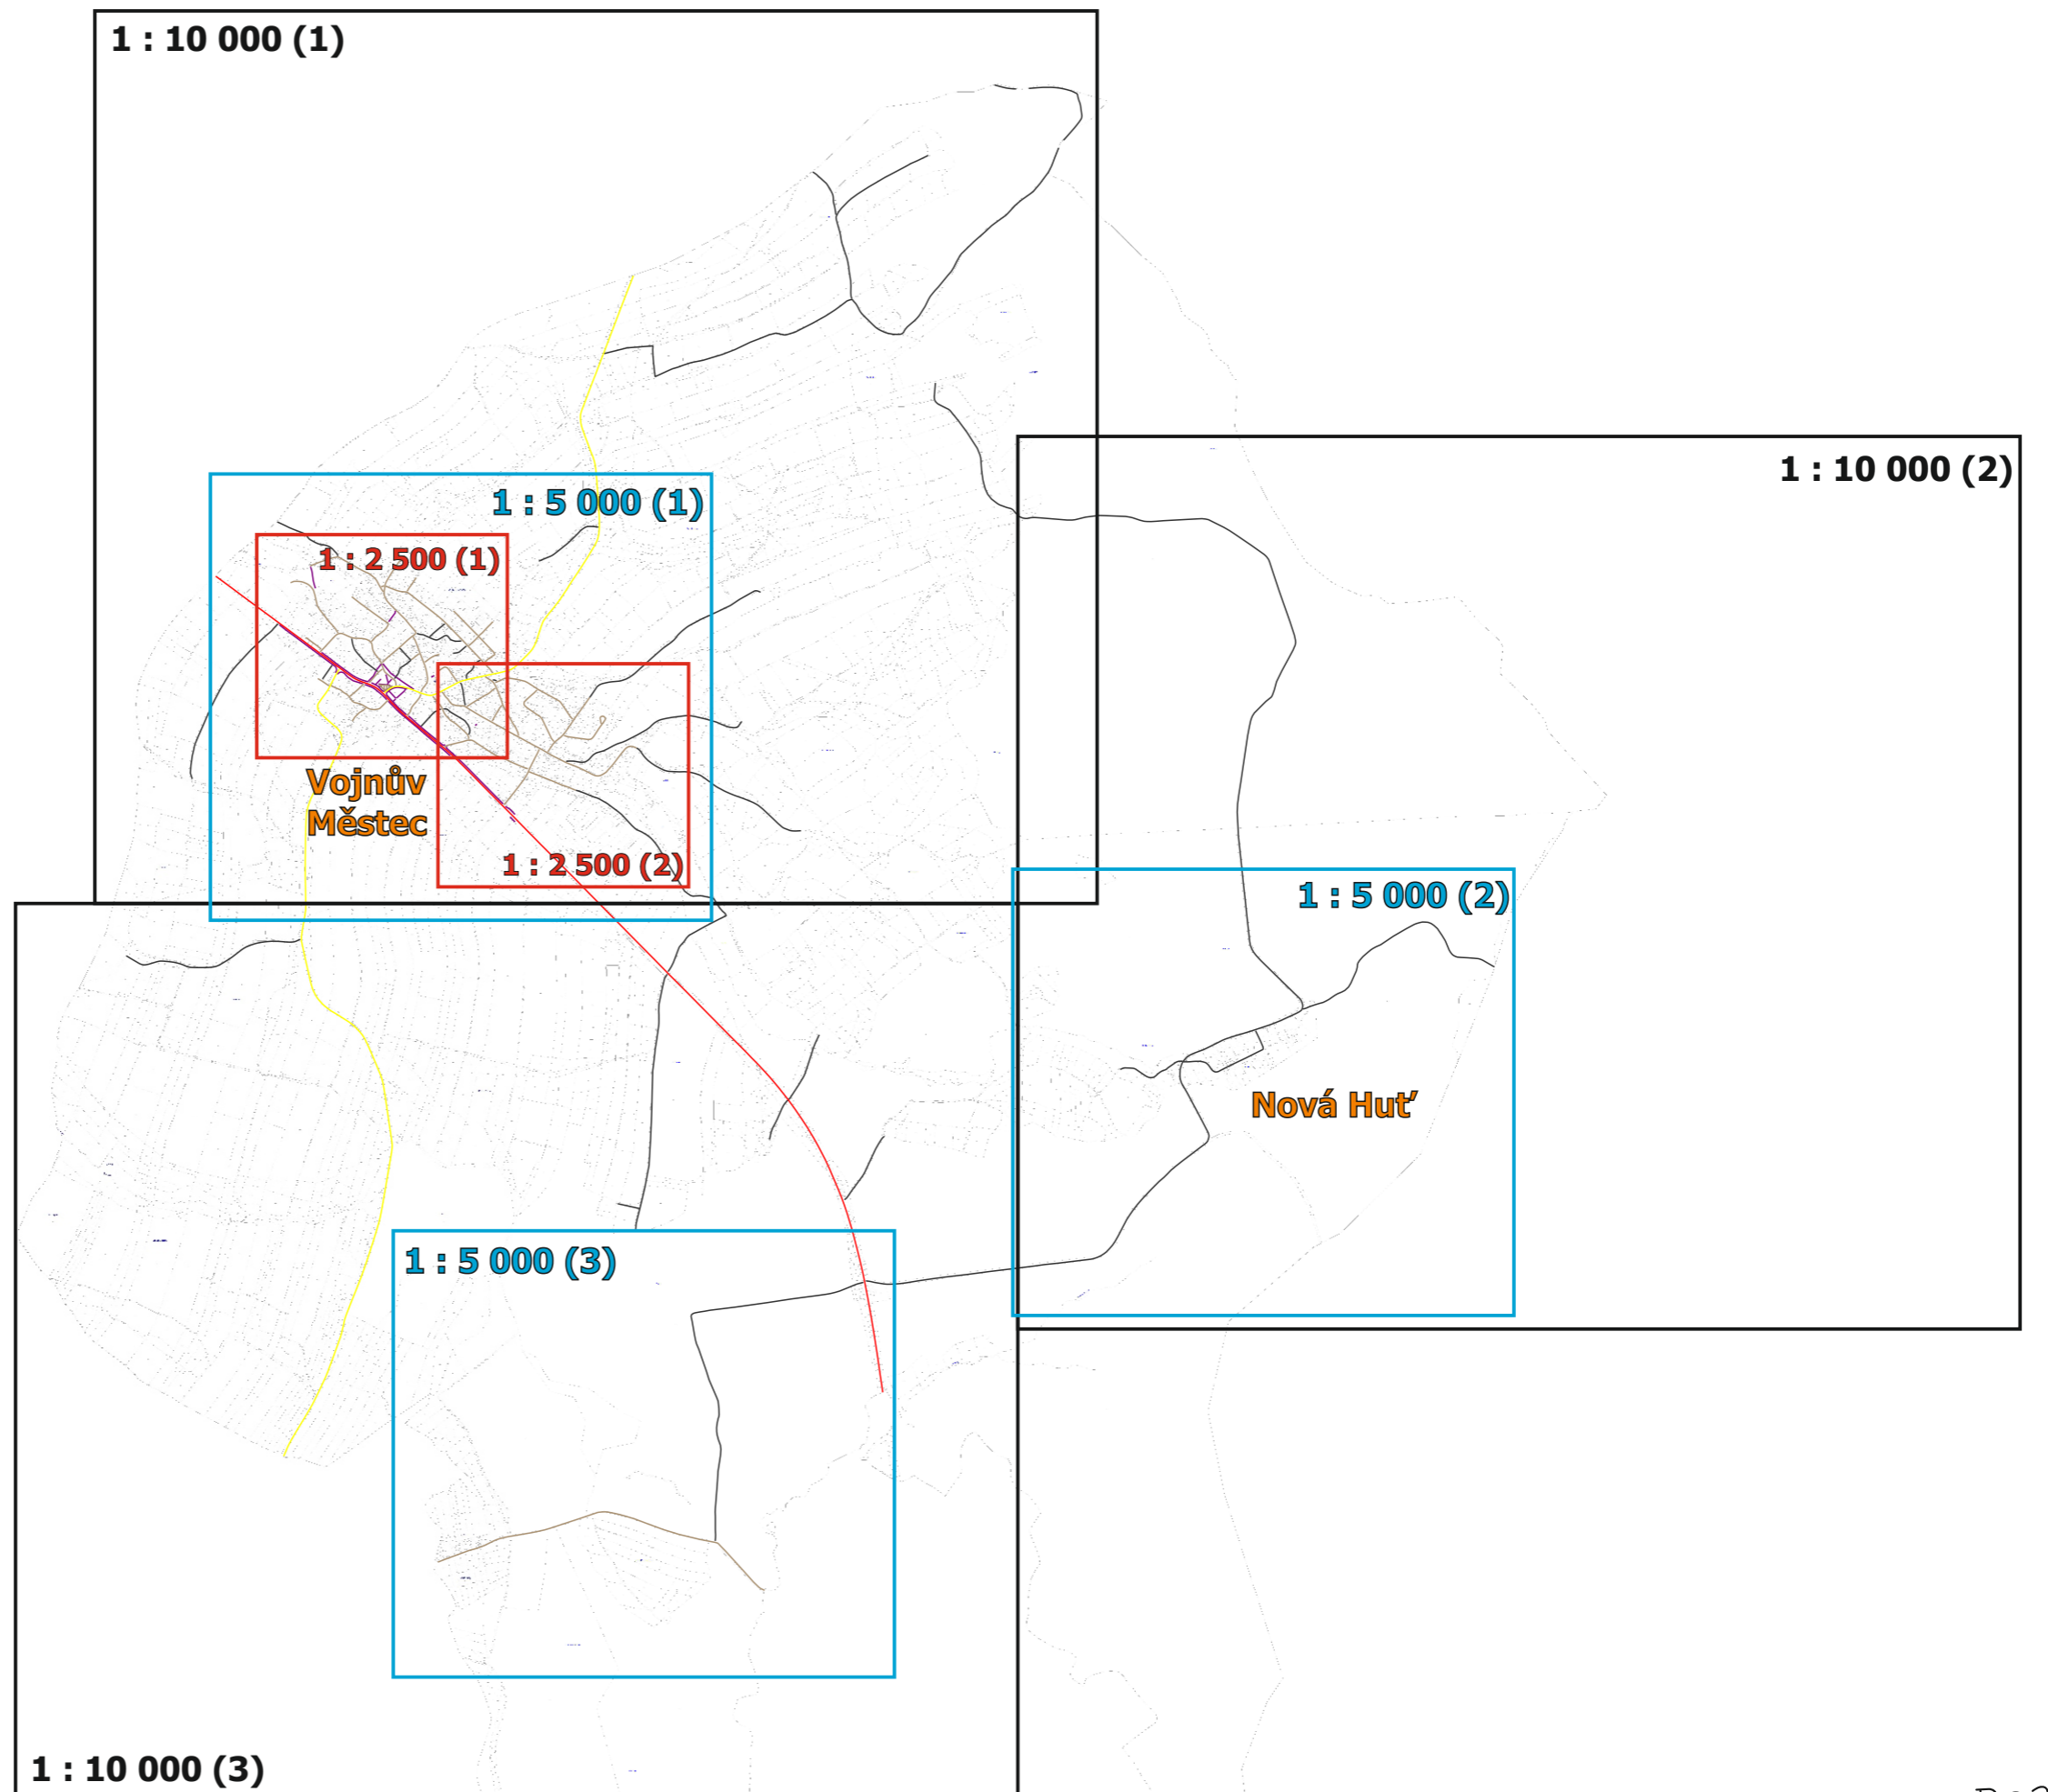 1 : 10 000 (1)
1 : 10 000 (2)
1 : 5 000 (1)
1 : 2 500 (1)
Vojnův
Městec
1 : 2 500 (2)
1 : 5 000 (2)
Nová Huť
1 : 5 000 (3)
1 : 10 000 (3)